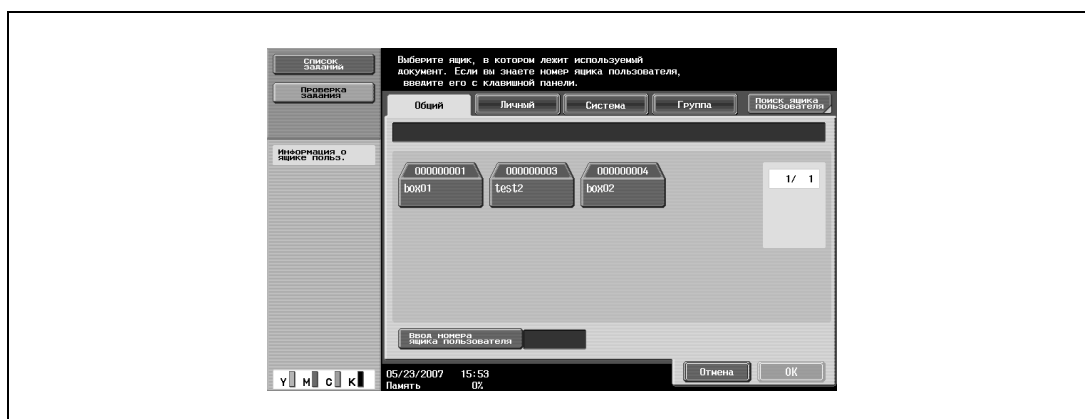 Список
заданий
Проверка
задания
Информация о
ящике польз.
Выберите ящик, в котором лежит используемый
документ. Если вы знаете номер ящика пользователя,
введите его с клавишной панели.
Общий Личный Система Группа Поиск ящика
пользователя
000000001 000000003 000000004
box01 test2 box02
1/ 1
Ввод номера
ящика пользователя
Y M C K
05/23/2007 15:53
Память 0%
Отмена OK